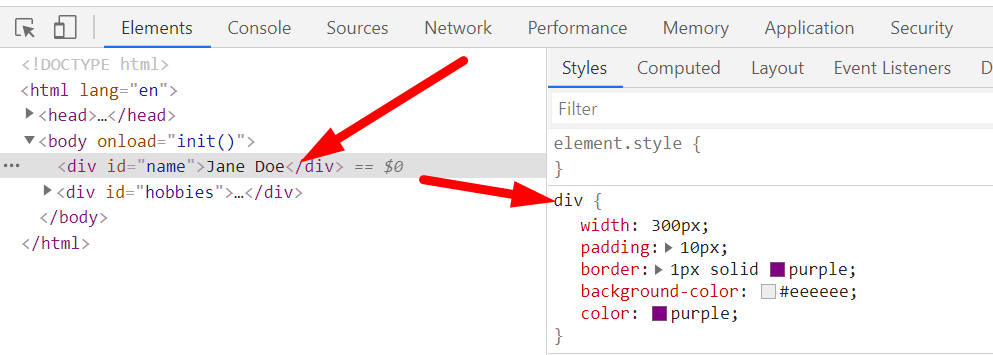 Elements Console Sources Network Performance Memory Application Security
<!DOCTYPE html>
<html lang="en">
<head>…</head>
<body onload="init()">
… <div id="name">Jane Doe</div> == $0
<div id="hobbies">…</div>
</body>
</html>
Styles Computed Layout Event Listeners D
Filter
element.style {
}
div {
width: 300px;
padding: 10px;
border: 1px solid purple;
background-color: #eeeeee;
color: purple;
}